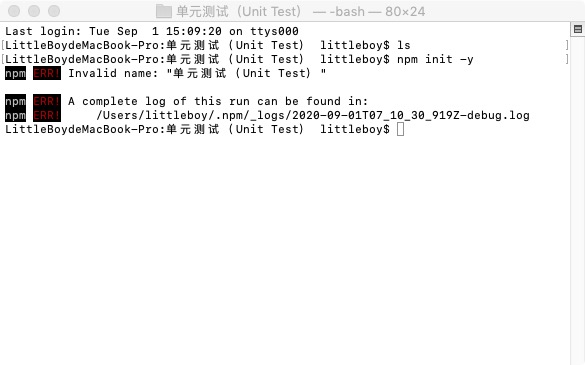 单元测试（Unit Test） — -bash — 80×24
Last login: Tue Sep  1 15:09:20 on ttys000
[LittleBoydeMacBook-Pro:单元测试（Unit Test） littleboy$ ls ]
[LittleBoydeMacBook-Pro:单元测试（Unit Test） littleboy$ npm init -y ]
npm ERR! Invalid name: "单元测试（Unit Test）"
npm ERR! A complete log of this run can be found in:
npm ERR!     /Users/littleboy/.npm/_logs/2020-09-01T07_10_30_919Z-debug.log
LittleBoydeMacBook-Pro:单元测试（Unit Test） littleboy$